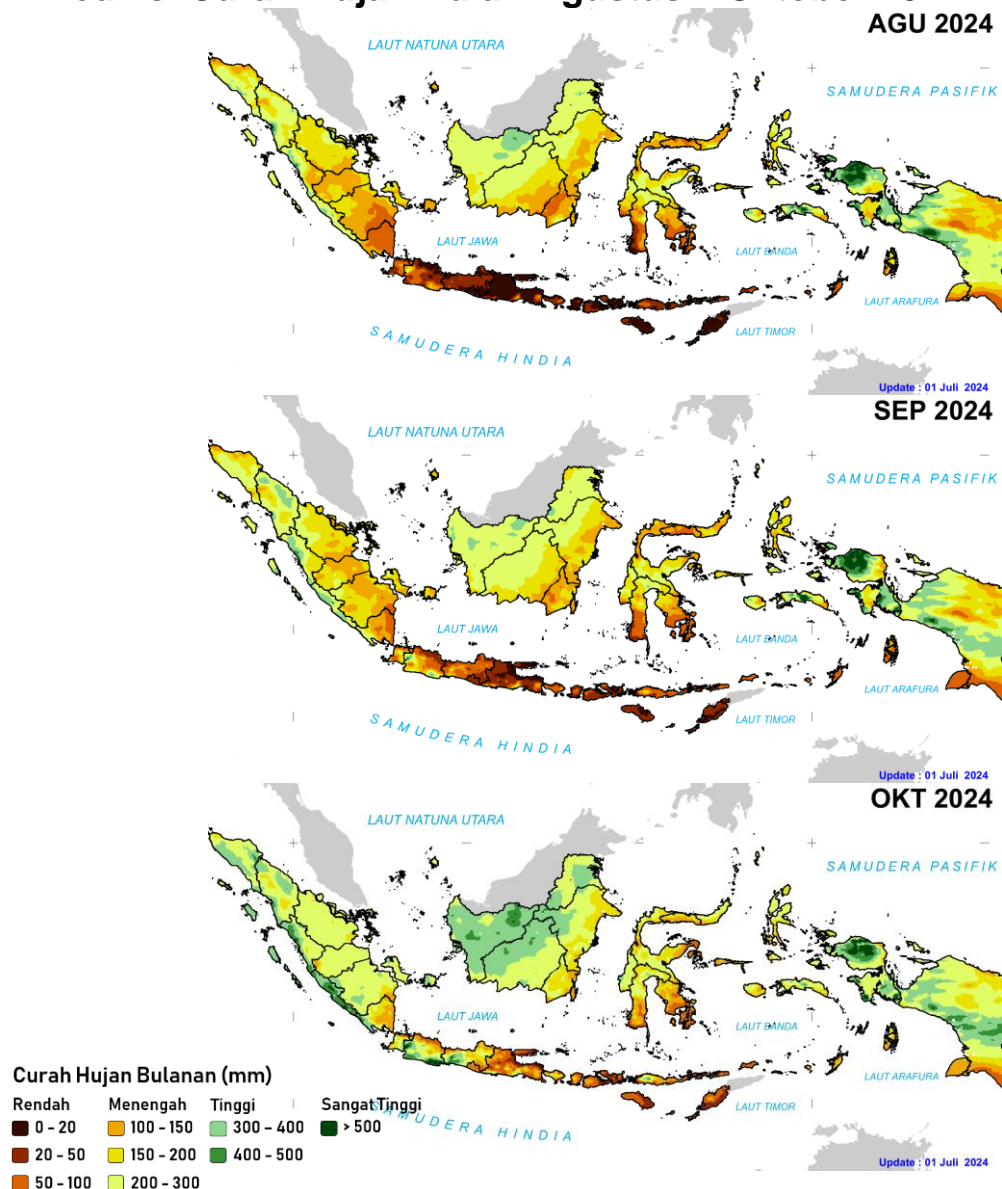 AGU 2024
LAUT NATUNA UTARA
SAMUDERA PASIFIK
LAUT JAWA
LAUT BANDA
LAUT ARAFURA
LAUT TIMOR
SAMUDERA HINDIA
Update : 01 Juli 2024
SEP 2024
LAUT NATUNA UTARA
SAMUDERA PASIFIK
LAUT JAWA
LAUT BANDA
LAUT ARAFURA
LAUT TIMOR
SAMUDERA HINDIA
Update : 01 Juli 2024
OKT 2024
LAUT NATUNA UTARA
SAMUDERA PASIFIK
LAUT JAWA
LAUT BANDA
LAUT ARAFURA
LAUT TIMOR
SAMUDERA HINDIA
Update : 01 Juli 2024
Curah Hujan Bulanan (mm)
Rendah Menengah Tinggi Sangat Tinggi
0 - 20 100 - 150 300 - 400 > 500
20 - 50 150 - 200 400 - 500
50 - 100 200 - 300